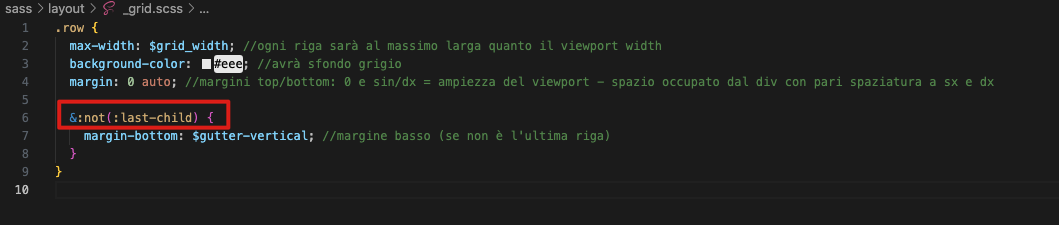 sass > layout > _grid.scss > ...
1 .row {
2 max-width: $grid_width; //ogni riga sarà al massimo larga quanto il viewport width
3 background-color: #eee; //avrà sfondo grigio
4 margin: 0 auto; //margini top/bottom: 0 e sin/dx = ampiezza del viewport - spazio occupato dal div con pari spaziatura a sx e dx
5
6 &:not(:last-child) {
7 margin-bottom: $gutter-vertical; //margine basso (se non è l'ultima riga)
8 }
9 }
10